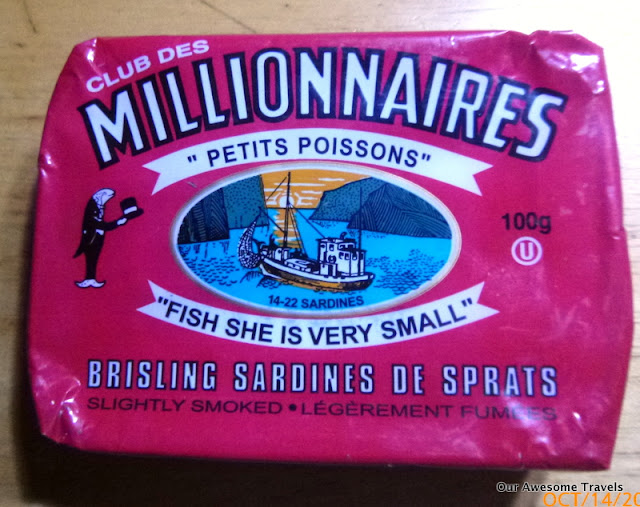 CLUB DES
MILLIONNAIRES
" PETITS POISSONS"
100g
U
14-22 SARDINES
"FISH SHE IS VERY SMALL"
BRISLING SARDINES DE SPRATS
SLIGHTLY SMOKED • LÉGÈREMENT FUMÉES
Our Awesome Travels
OCT/14/20